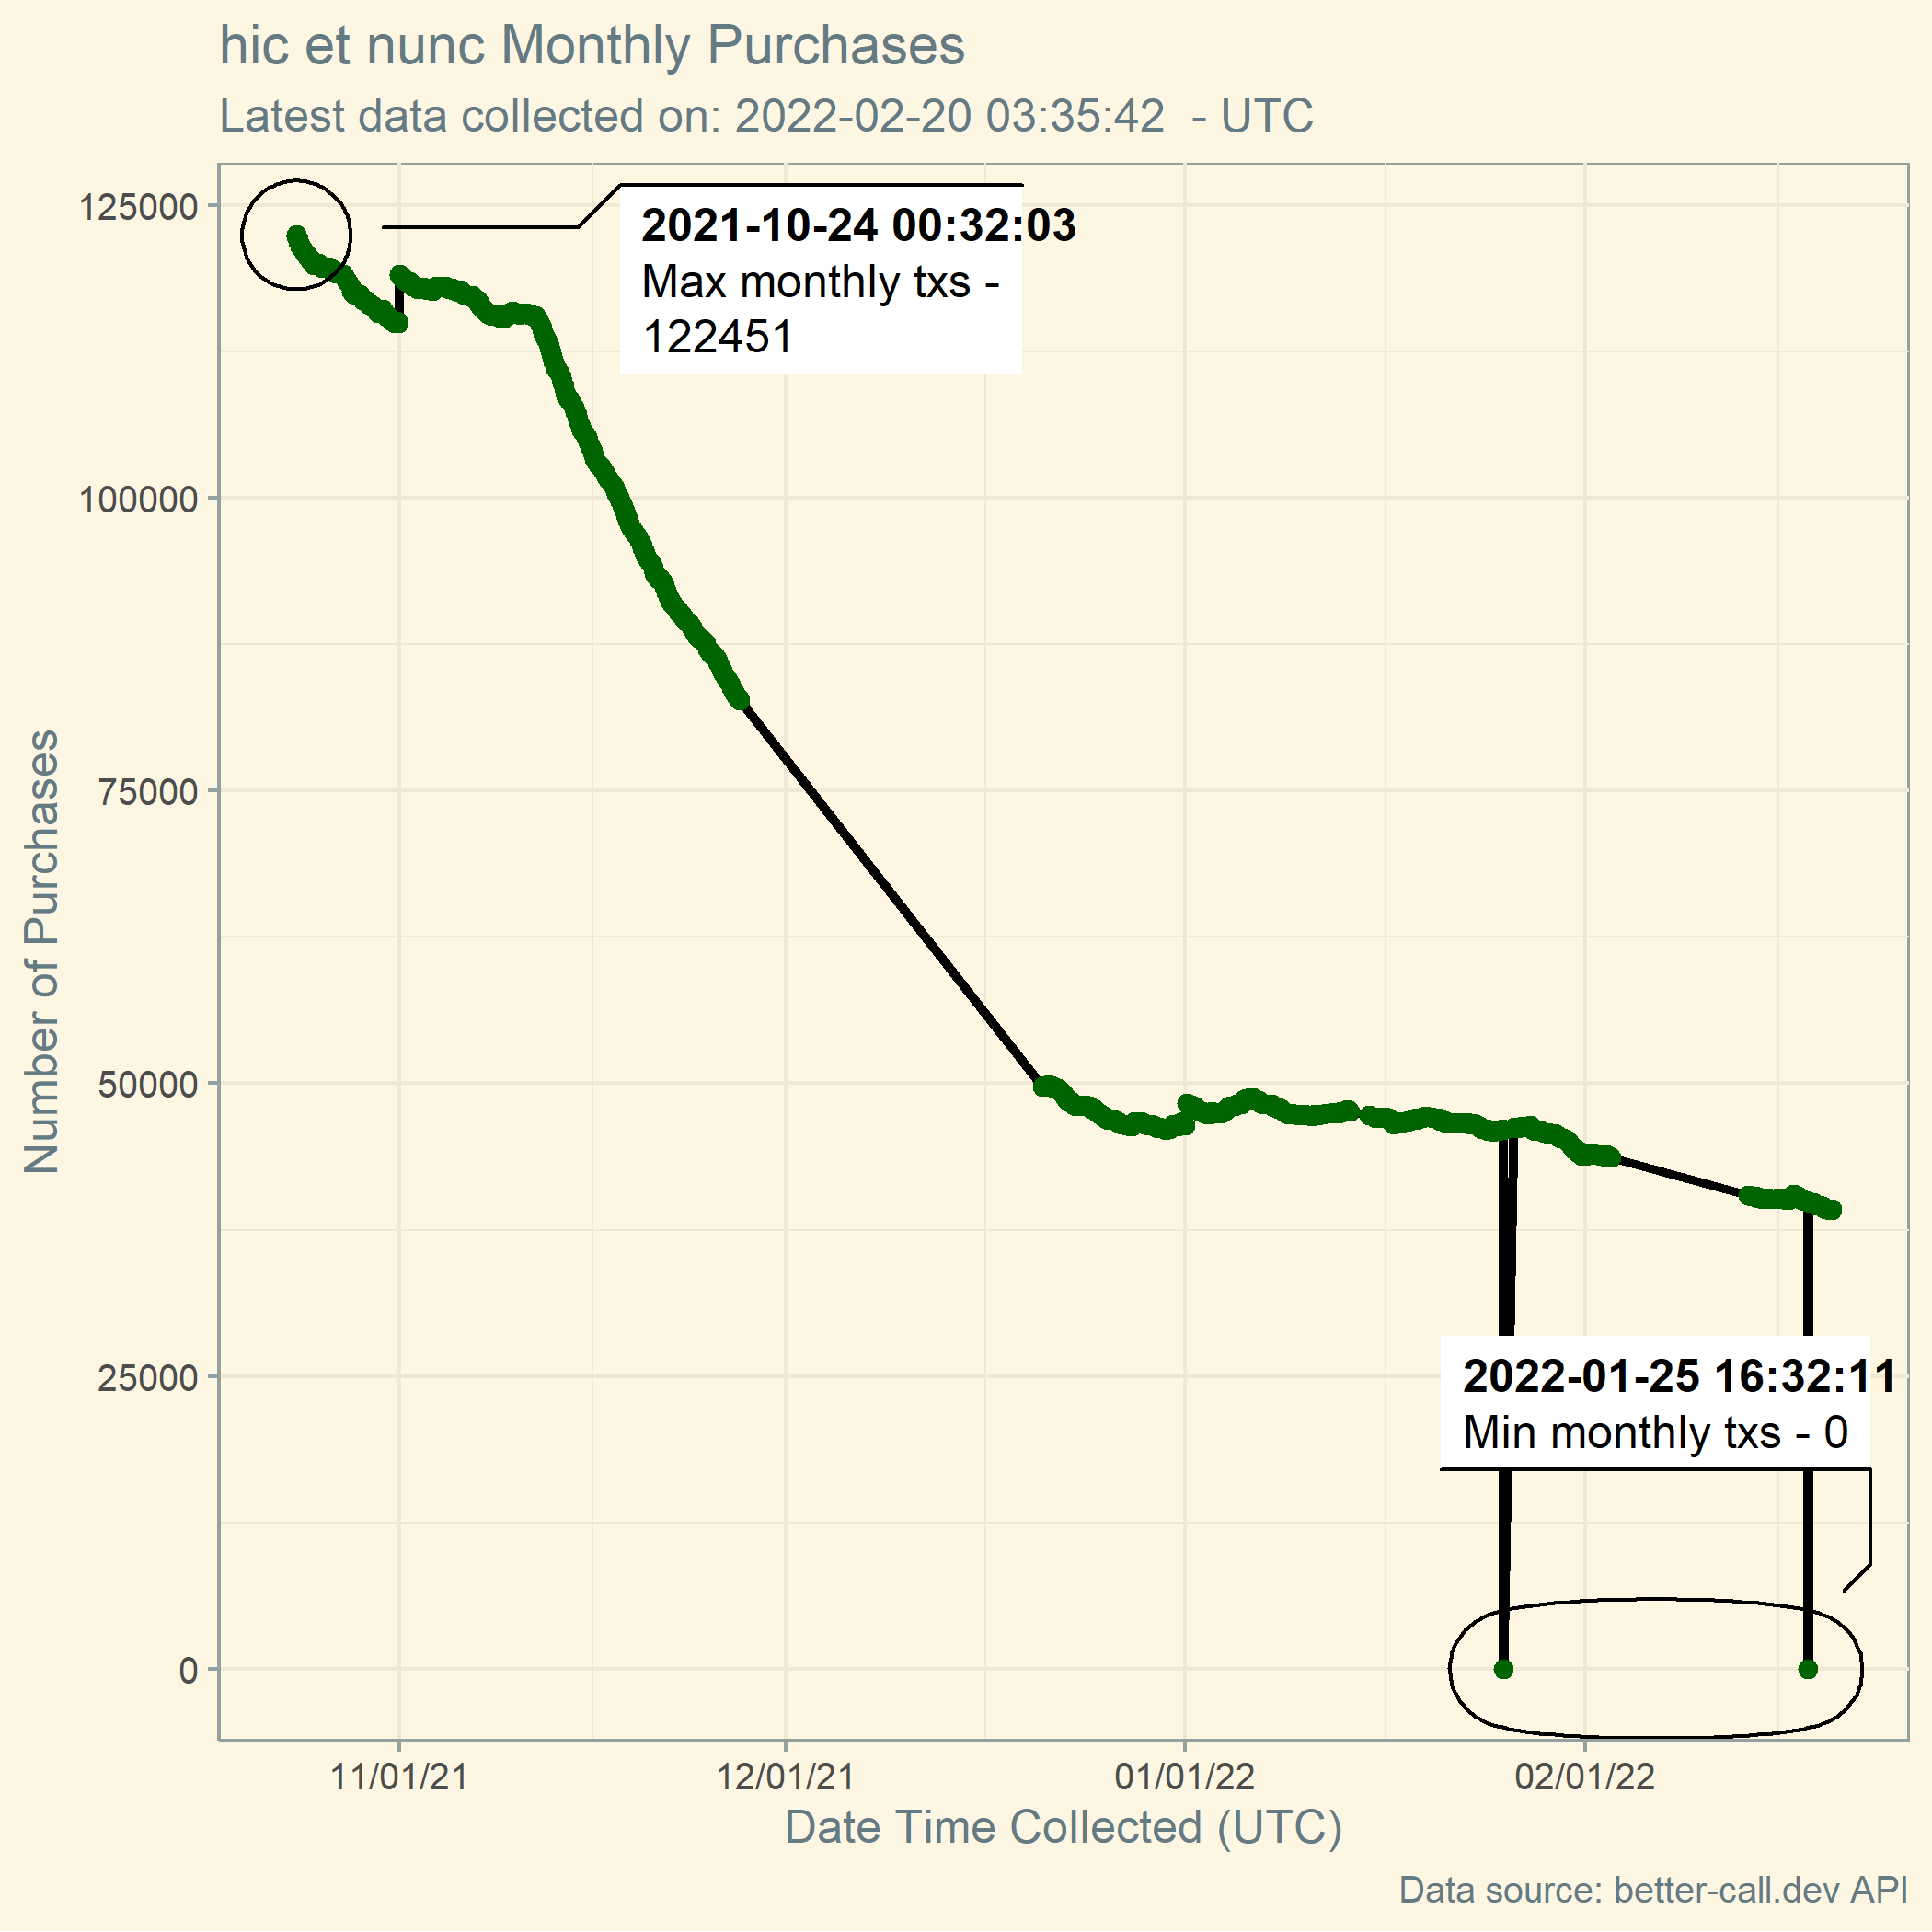 hic et nunc Monthly Purchases
Latest data collected on: 2022-02-20 03:35:42  - UTC
125000
2021-10-24 00:32:03
Max monthly txs -
122451
100000
75000
Number of Purchases
50000
25000
2022-01-25 16:32:11
Min monthly txs - 0
0
11/01/21
12/01/21
01/01/22
02/01/22
Date Time Collected (UTC)
Data source: better-call.dev API